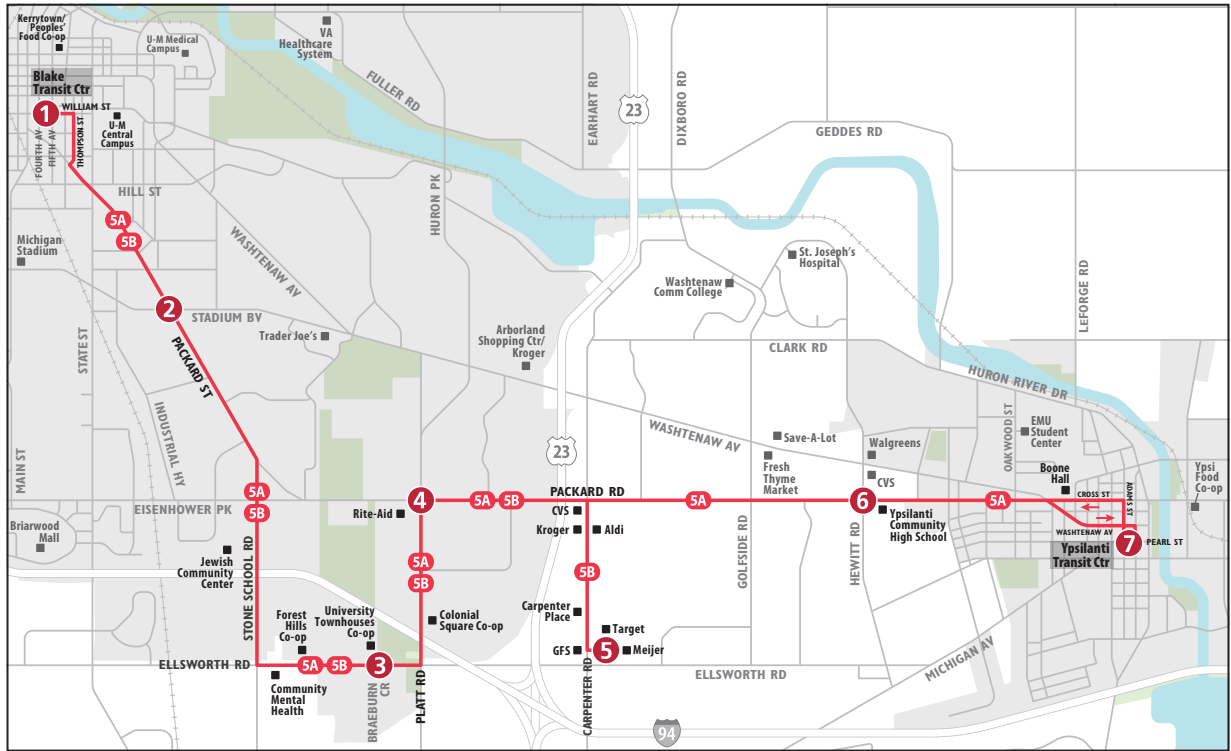 Kerrytown/
Peoples'
Food Co-op
U-M Medical
Campus
VA
Healthcare
System
Blake
Transit Ctr
1
WILLIAM ST
THOMPSON ST
FOURTH AV
FIFTH AV
U-M
Central
Campus
FULLER RD
EARHART RD
23
DIXBORO RD
GEDDES RD
HILL ST
5A
5B
HURON PK
WASHTENAW AV
Michigan
Stadium
St. Joseph's
Hospital
Washtenaw
Comm College
LEFORGE RD
2
STADIUM BV
Trader Joe's
Arborland
Shopping Ctr/
Kroger
CLARK RD
STATE ST
PACKARD ST
HURON RIVER DR
INDUSTRIAL HY
MAIN ST
23
WASHTENAW AV
Save-A-Lot
Fresh
Thyme
Market
Walgreens
CVS
OAKWOOD ST
EMU
Student
Center
Boone
Hall
Ypsi
Food
Co-op
5A
5B
EISENHOWER PK
4
Rite-Aid
5A
5B
PACKARD RD
CVS
5A
6
Ypsilanti
Community
High School
5A
CROSS ST
ADAMS ST
WASHTENAW AV
7
PEARL ST
Ypsilanti
Transit Ctr
Briarwood
Mall
Jewish
Community
Center
STONE SCHOOL RD
Kroger
Aldi
5A
5B
5B
GOLFSIDE RD
HEWITT RD
Forest
Hills
Co-op
University
Townhouses
Co-op
Colonial
Square Co-op
Carpenter
Place
Target
GFS
5
Meijer
ELLSWORTH RD
5A
5B
3
ELLSWORTH RD
MICHIGAN AV
Community
Mental
Health
BRAEBURN
CR
PLATT RD
CARPENTER RD
94